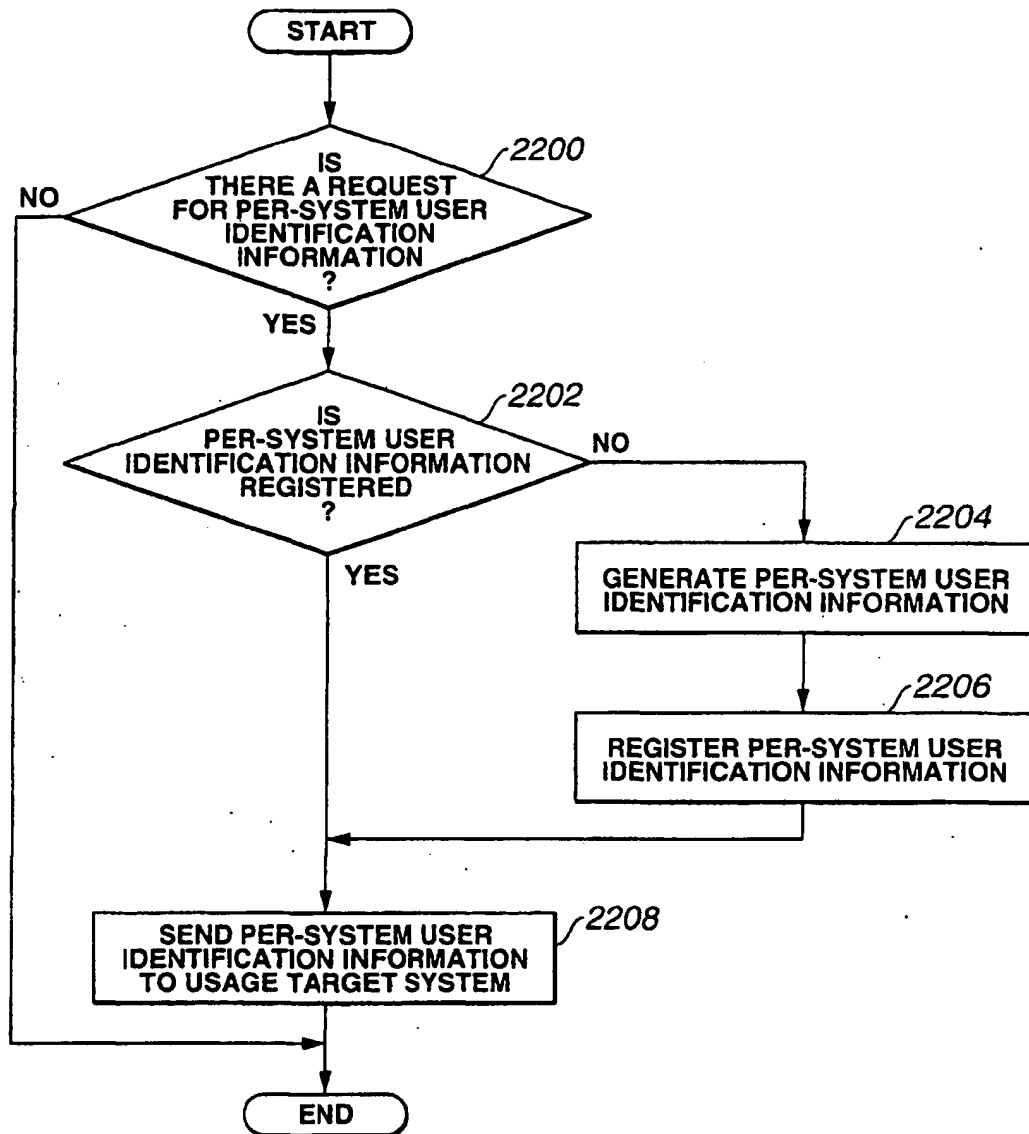 START
2200
IS
THERE A REQUEST
FOR PER-SYSTEM USER
IDENTIFICATION
INFORMATION
?
NO
YES
2202
IS
PER-SYSTEM USER
IDENTIFICATION INFORMATION
REGISTERED
?
NO
YES
2204
GENERATE PER-SYSTEM USER
IDENTIFICATION INFORMATION
2206
REGISTER PER-SYSTEM USER
IDENTIFICATION INFORMATION
2208
SEND PER-SYSTEM USER
IDENTIFICATION INFORMATION
TO USAGE TARGET SYSTEM
END